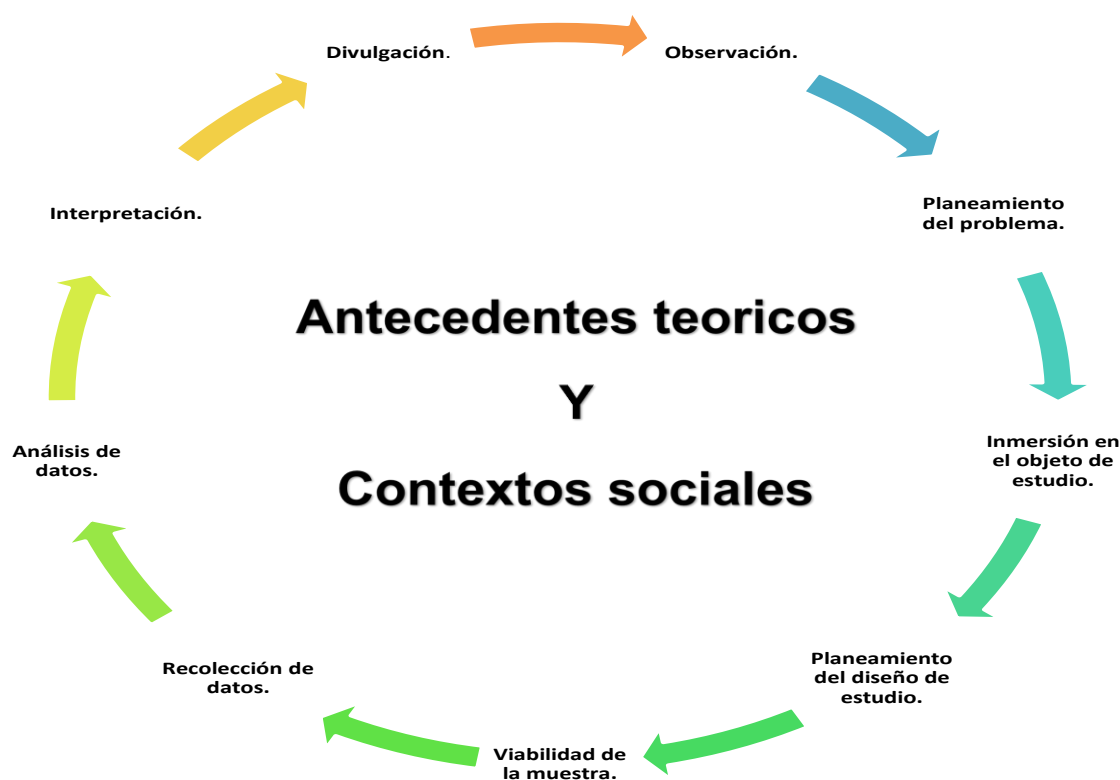 Divulgación.
Observación.
Planeamiento
del problema.
Inmersión en
el objeto de
estudio.
Planeamiento
del diseño de
estudio.
Viabilidad de
la muestra.
Recolección de
datos.
Análisis de
datos.
Interpretación.
Antecedentes teoricos
Y
Contextos sociales